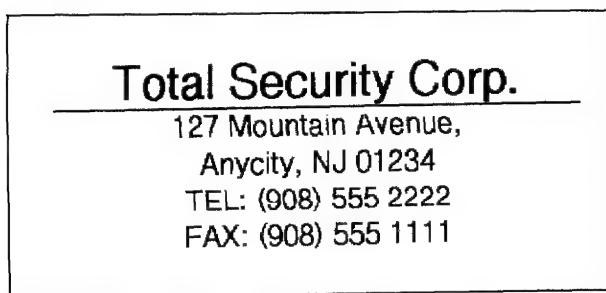 Total Security Corp.
127 Mountain Avenue,
Anycity, NJ 01234
TEL: (908) 555 2222
FAX: (908) 555 1111